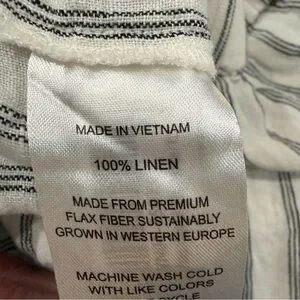 MADE IN VIETNAM
100% LINEN
MADE FROM PREMIUM
FLAX FIBER SUSTAINABLY
GROWN IN WESTERN EUROPE
MACHINE WASH COLD
WITH LIKE COLORS
CYCLE